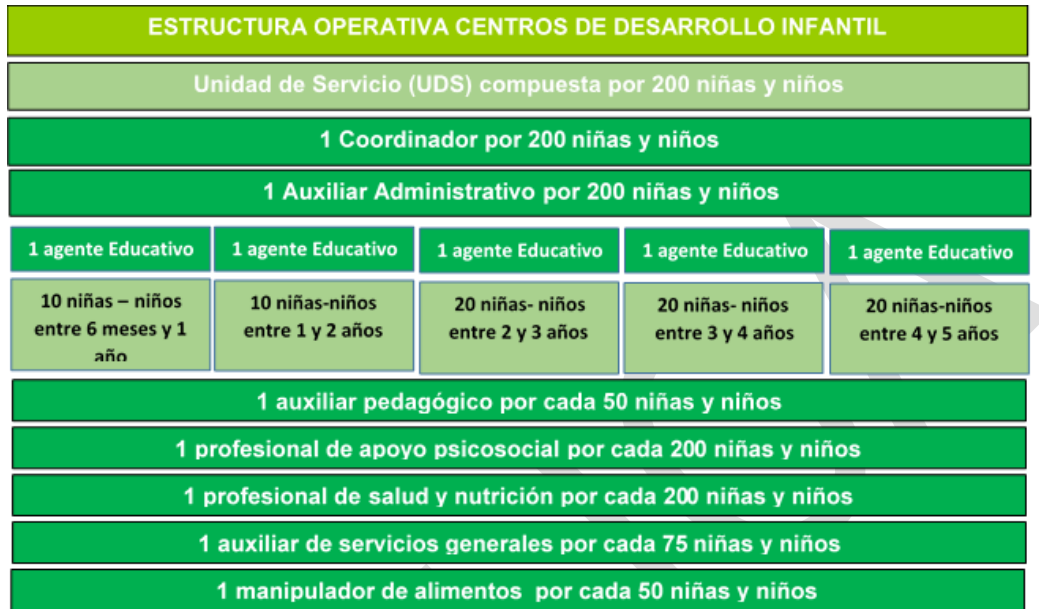 ESTRUCTURA OPERATIVA CENTROS DE DESARROLLO INFANTIL
Unidad de Servicio (UDS) compuesta por 200 niñas y niños
1 Coordinador por 200 niñas y niños
1 Auxiliar Administrativo por 200 niñas y niños
1 agente Educativo
1 agente Educativo
1 agente Educativo
1 agente Educativo
1 agente Educativo
10 niñas – niños
entre 6 meses y 1
año
10 niñas-niños
entre 1 y 2 años
20 niñas- niños
entre 2 y 3 años
20 niñas- niños
entre 3 y 4 años
20 niñas-niños
entre 4 y 5 años
1 auxiliar pedagógico por cada 50 niñas y niños
1 profesional de apoyo psicosocial por cada 200 niñas y niños
1 profesional de salud y nutrición por cada 200 niñas y niños
1 auxiliar de servicios generales por cada 75 niñas y niños
1 manipulador de alimentos por cada 50 niñas y niños